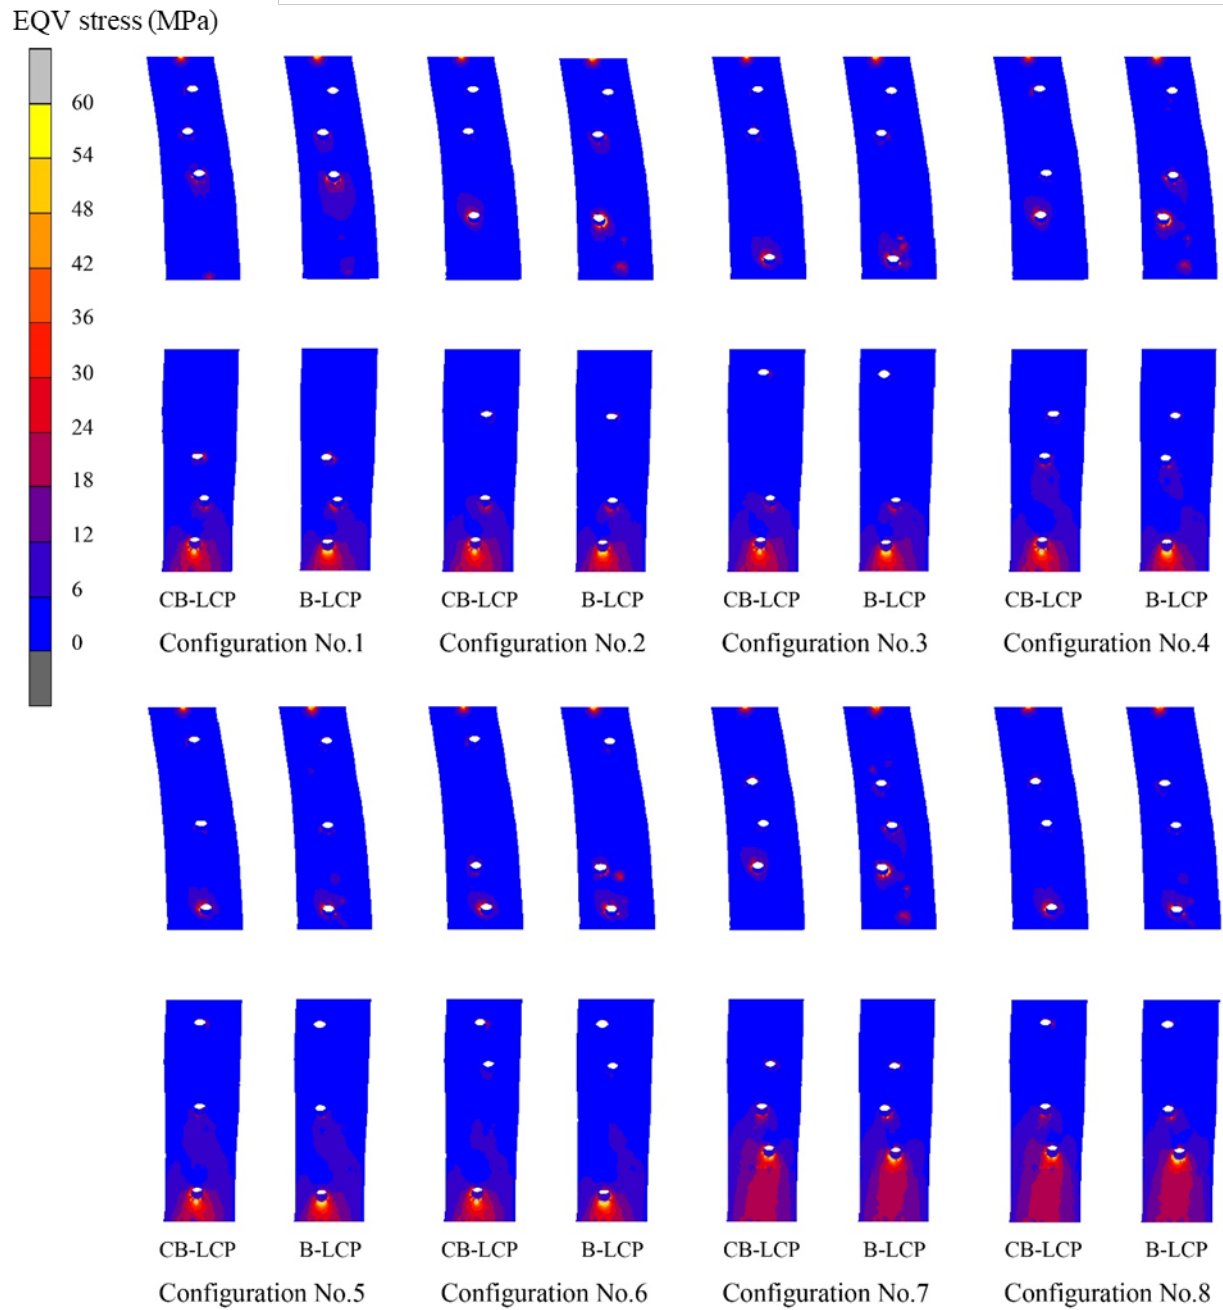 EQV stress (MPa)
60
54
48
42
36
30
24
18
12
6
0
CB-LCP B-LCP CB-LCP B-LCP CB-LCP B-LCP CB-LCP B-LCP
Configuration No.1 Configuration No.2 Configuration No.3 Configuration No.4
CB-LCP B-LCP CB-LCP B-LCP CB-LCP B-LCP CB-LCP B-LCP
Configuration No.5 Configuration No.6 Configuration No.7 Configuration No.8